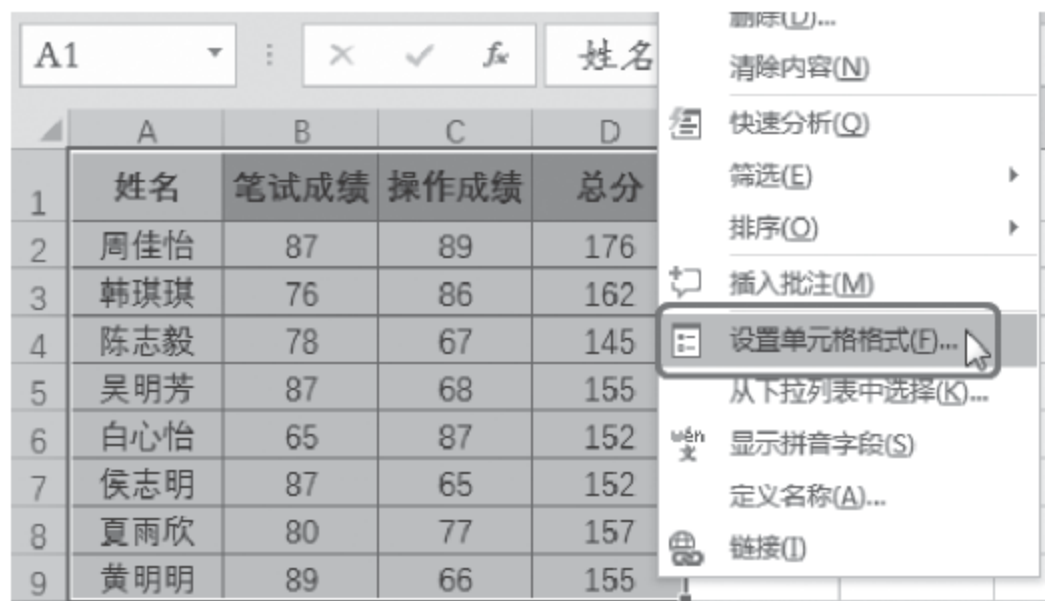 A1 fx 姓名
A B C D
1 姓名 笔试成绩 操作成绩 总分
2 周佳怡 87 89 176
3 韩琪琪 76 86 162
4 陈志毅 78 67 145
5 吴明芳 87 68 155
6 白心怡 65 87 152
7 侯志明 87 65 152
8 夏雨欣 80 77 157
9 黄明明 89 66 155
删除(D)...
清除内容(N)
快速分析(Q)
筛选(E)
排序(O)
插入批注(M)
设置单元格格式(F)...
从下拉列表中选择(K)...
wén
文
显示拼音字段(S)
定义名称(A)...
链接(I)